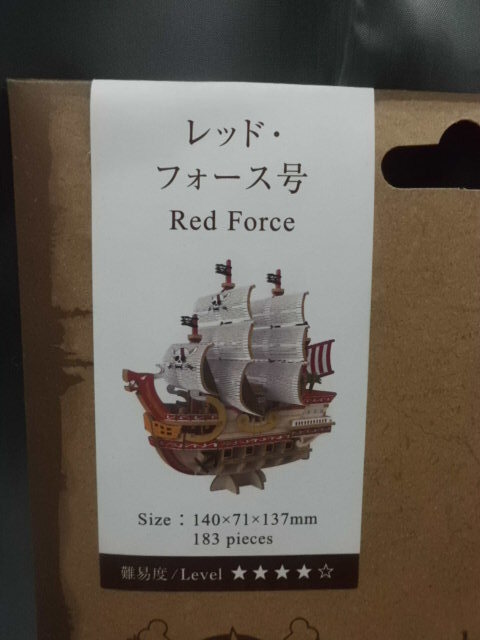 レッド・
フォース号
Red Force
Size：140×71×137mm
183 pieces
難易度/Level ★★★★☆